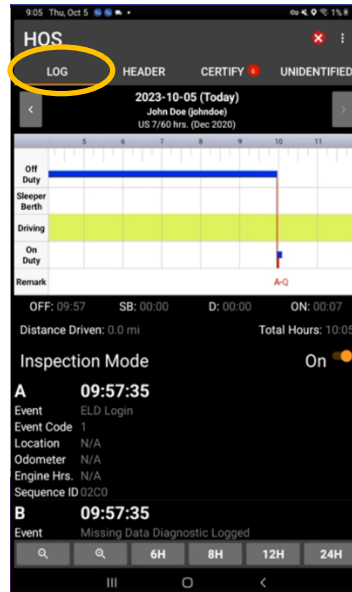 9:05 Thu, Oct 5
1%
HOS
LOG HEADER CERTIFY 6 UNIDENTIFIED
2023-10-05 (Today)
John Doe (johndoe)
US 7/60 hrs. (Dec 2020)
< >
5 6 7 8 9 10 11
Off
Duty
Sleeper
Berth
Driving
On
Duty
Remark A-Q
OFF: 09:57 SB: 00:00 D: 00:00 ON: 00:07
Distance Driven: 0.0 mi Total Hours: 10:05
Inspection Mode On
A 09:57:35
Event ELD Login
Event Code 1
Location N/A
Odometer N/A
Engine Hrs. N/A
Sequence ID 02C0
B 09:57:35
Event Missing Data Diagnostic Logged
6H 8H 12H 24H